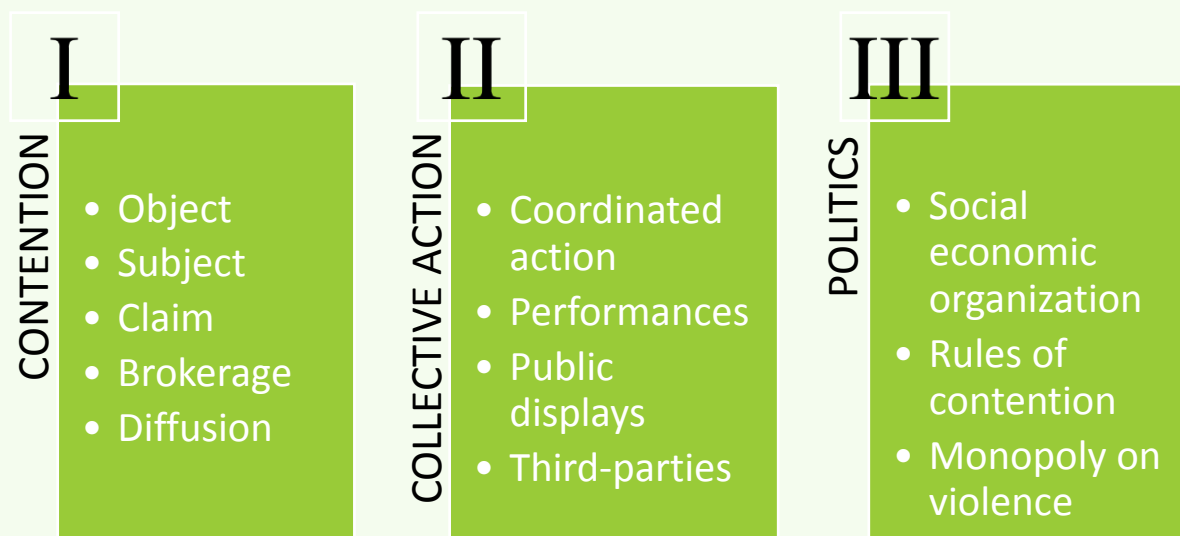 I
CONTENTION
• Object
• Subject
• Claim
• Brokerage
• Diffusion
II
COLLECTIVE ACTION
• Coordinated
action
• Performances
• Public
displays
• Third-parties
III
POLITICS
• Social
economic
organization
• Rules of
contention
• Monopoly on
violence